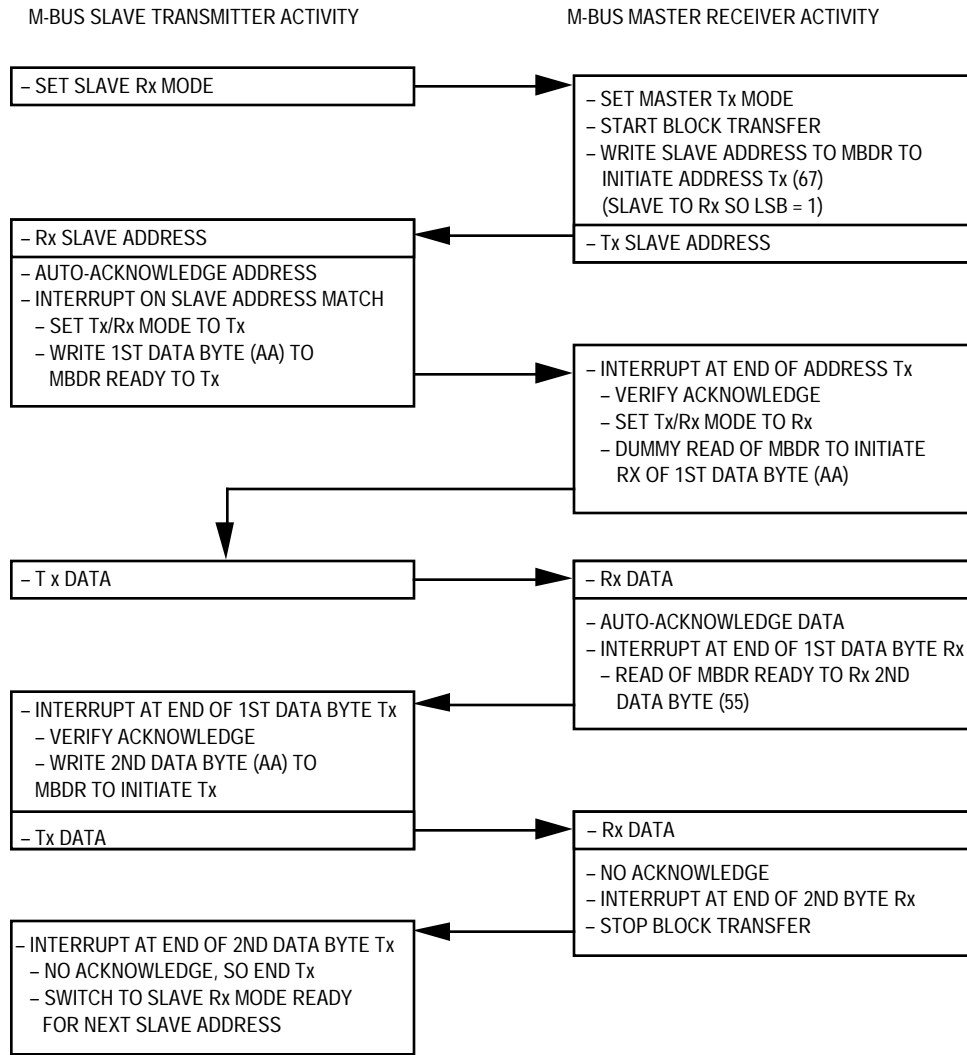 M-BUS SLAVE TRANSMITTER ACTIVITY
M-BUS MASTER RECEIVER ACTIVITY
– SET SLAVE Rx MODE
– SET MASTER Tx MODE
– START BLOCK TRANSFER
– WRITE SLAVE ADDRESS TO MBDR TO
INITIATE ADDRESS Tx (67)
(SLAVE TO Rx SO LSB = 1)
– Tx SLAVE ADDRESS
– Rx SLAVE ADDRESS
– AUTO-ACKNOWLEDGE ADDRESS
– INTERRUPT ON SLAVE ADDRESS MATCH
– SET Tx/Rx MODE TO Tx
– WRITE 1ST DATA BYTE (AA) TO
MBDR READY TO Tx
– INTERRUPT AT END OF ADDRESS Tx
– VERIFY ACKNOWLEDGE
– SET Tx/Rx MODE TO Rx
– DUMMY READ OF MBDR TO INITIATE
RX OF 1ST DATA BYTE (AA)
– T x DATA
– Rx DATA
– AUTO-ACKNOWLEDGE DATA
– INTERRUPT AT END OF 1ST DATA BYTE Rx
– READ OF MBDR READY TO Rx 2ND
DATA BYTE (55)
– INTERRUPT AT END OF 1ST DATA BYTE Tx
– VERIFY ACKNOWLEDGE
– WRITE 2ND DATA BYTE (AA) TO
MBDR TO INITIATE Tx
– Tx DATA
– Rx DATA
– NO ACKNOWLEDGE
– INTERRUPT AT END OF 2ND BYTE Rx
– STOP BLOCK TRANSFER
– INTERRUPT AT END OF 2ND DATA BYTE Tx
– NO ACKNOWLEDGE, SO END Tx
– SWITCH TO SLAVE Rx MODE READY
FOR NEXT SLAVE ADDRESS